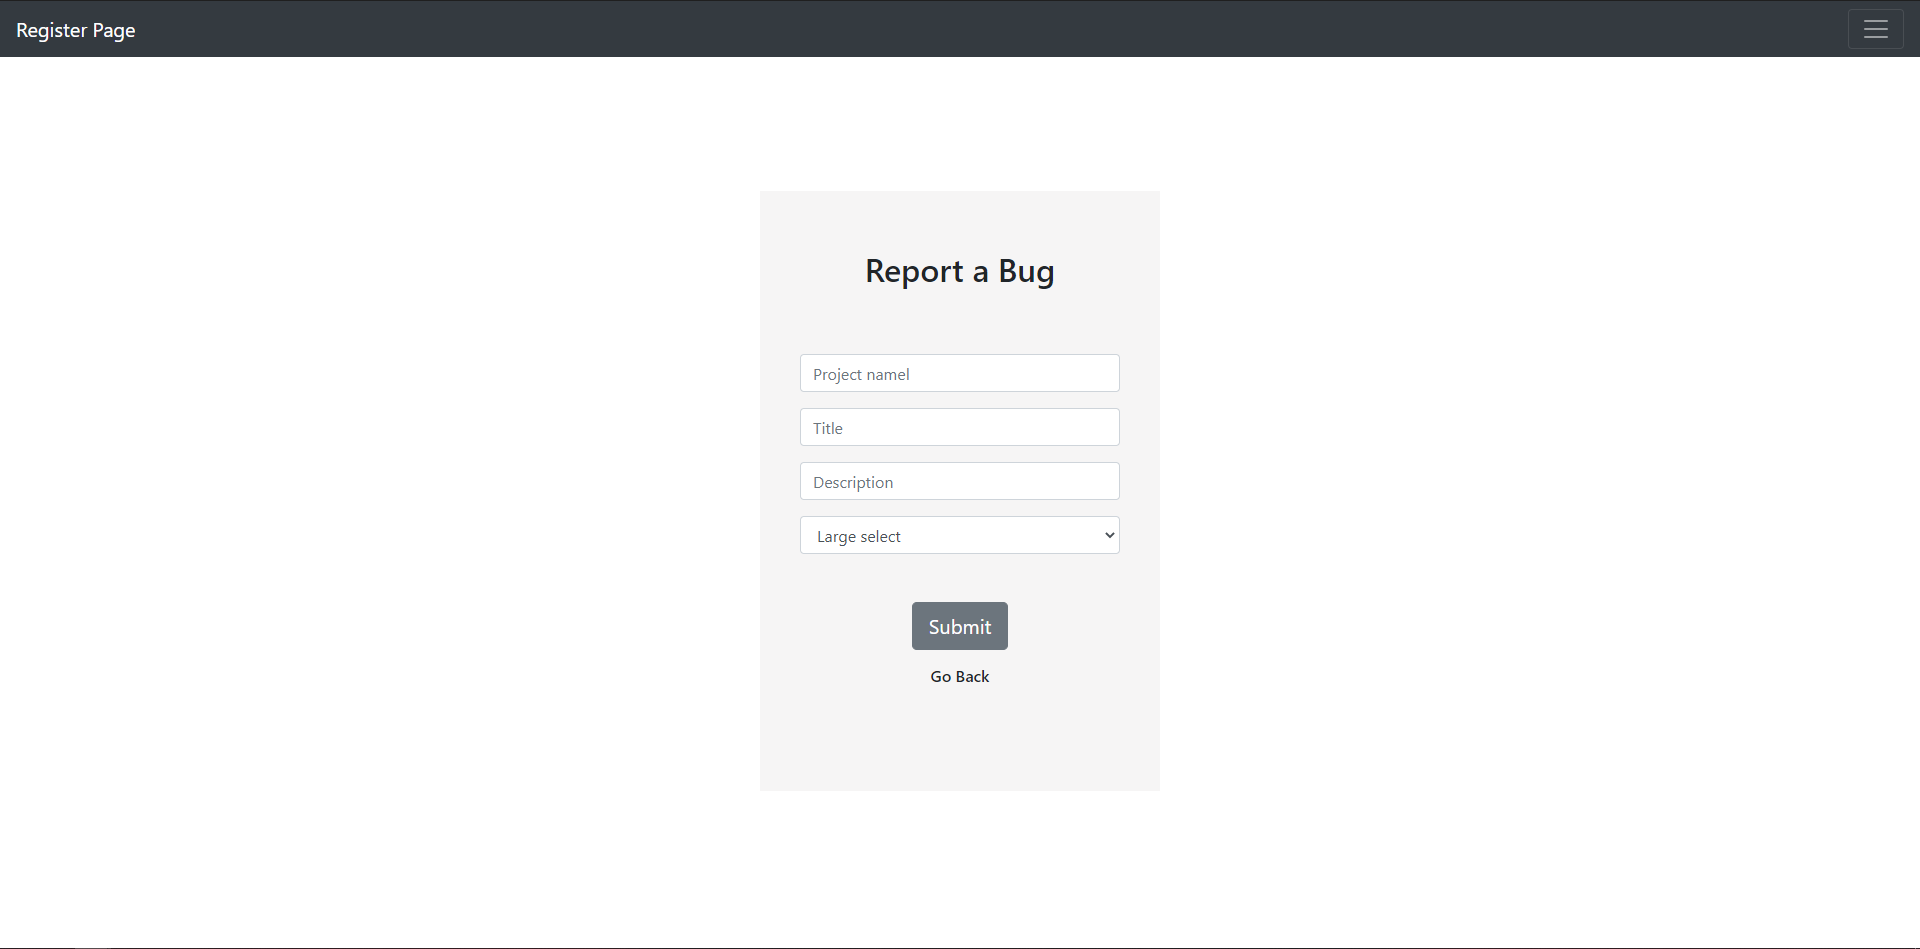 Register Page
Report a Bug
Project namel
Title
Description
Large select
Submit
Go Back